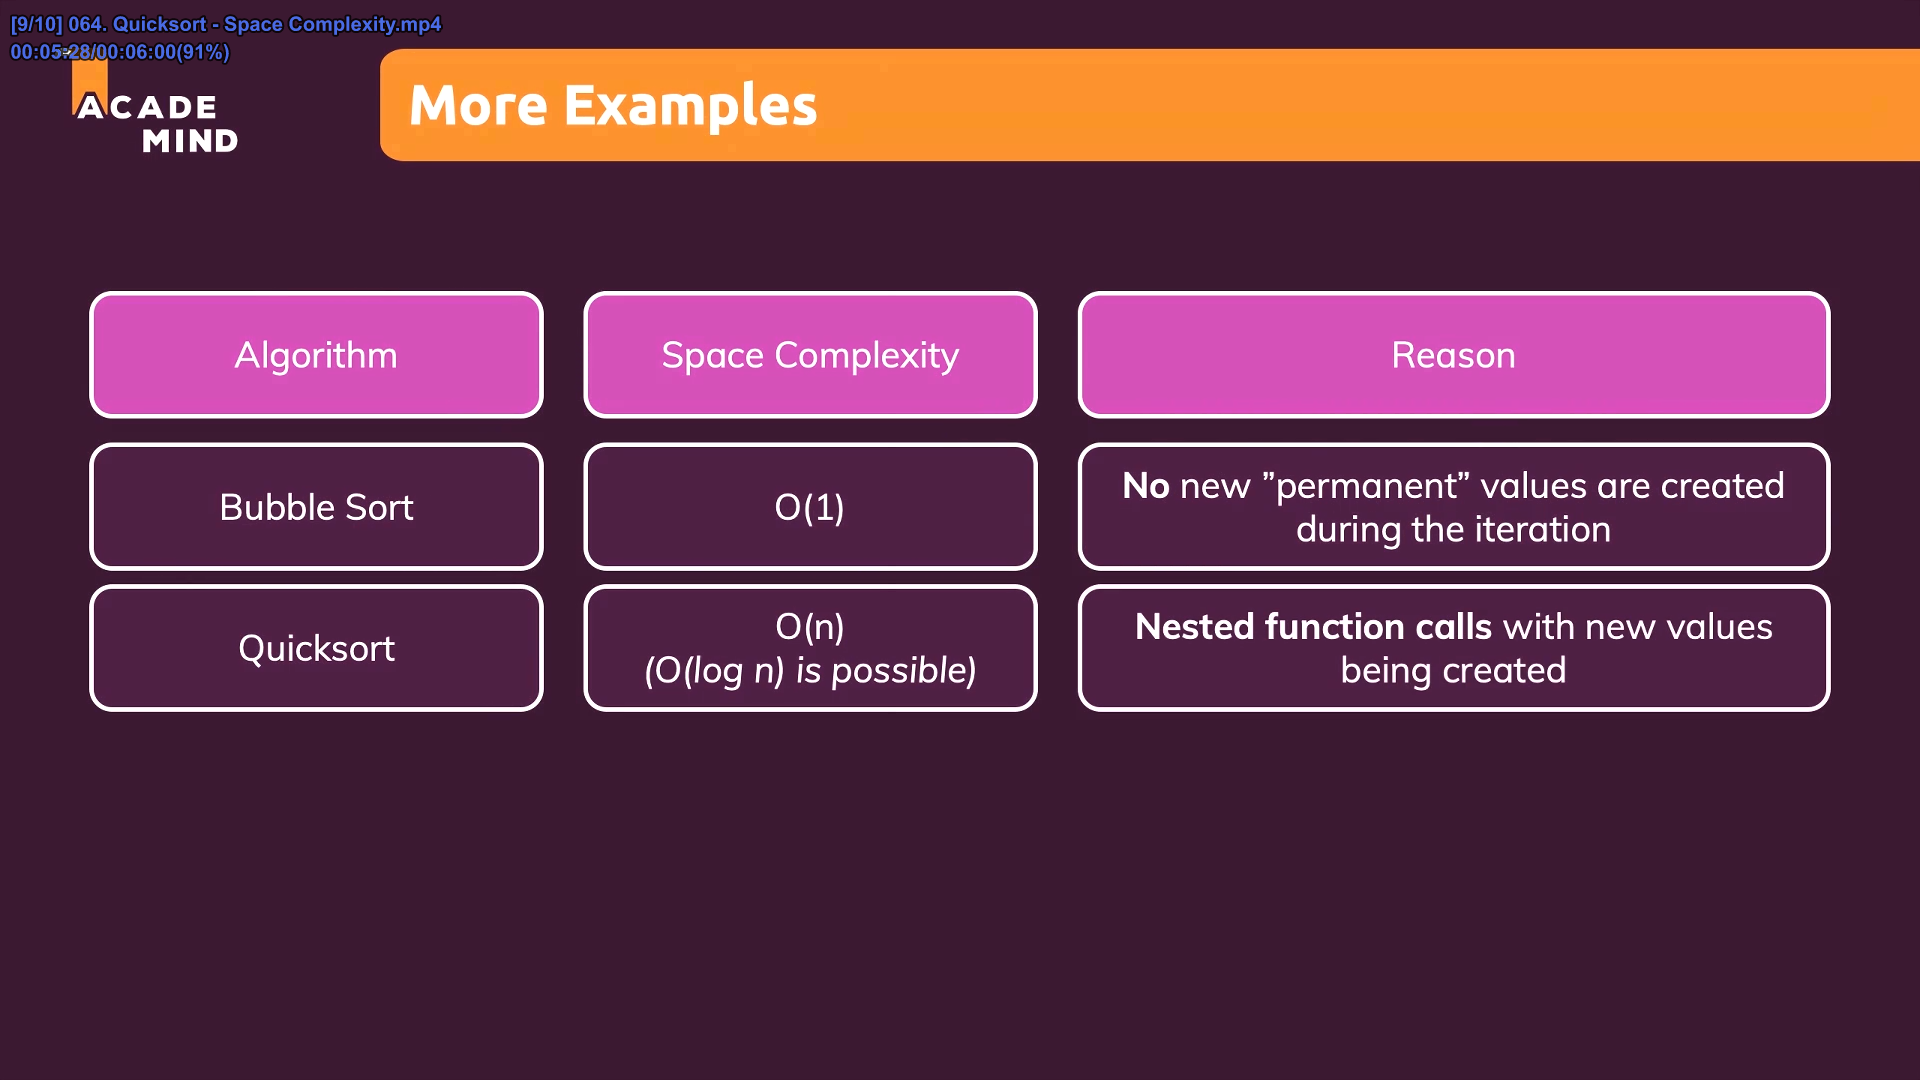 [9/10] 064. Quicksort - Space Complexity.mp4
00:05:28/00:06:00(91%)
ACADE
MIND
More Examples
Algorithm
Space Complexity
Reason
Bubble Sort
O(1)
No new ”permanent” values are created
during the iteration
Quicksort
O(n)
(O(log n) is possible)
Nested function calls with new values
being created